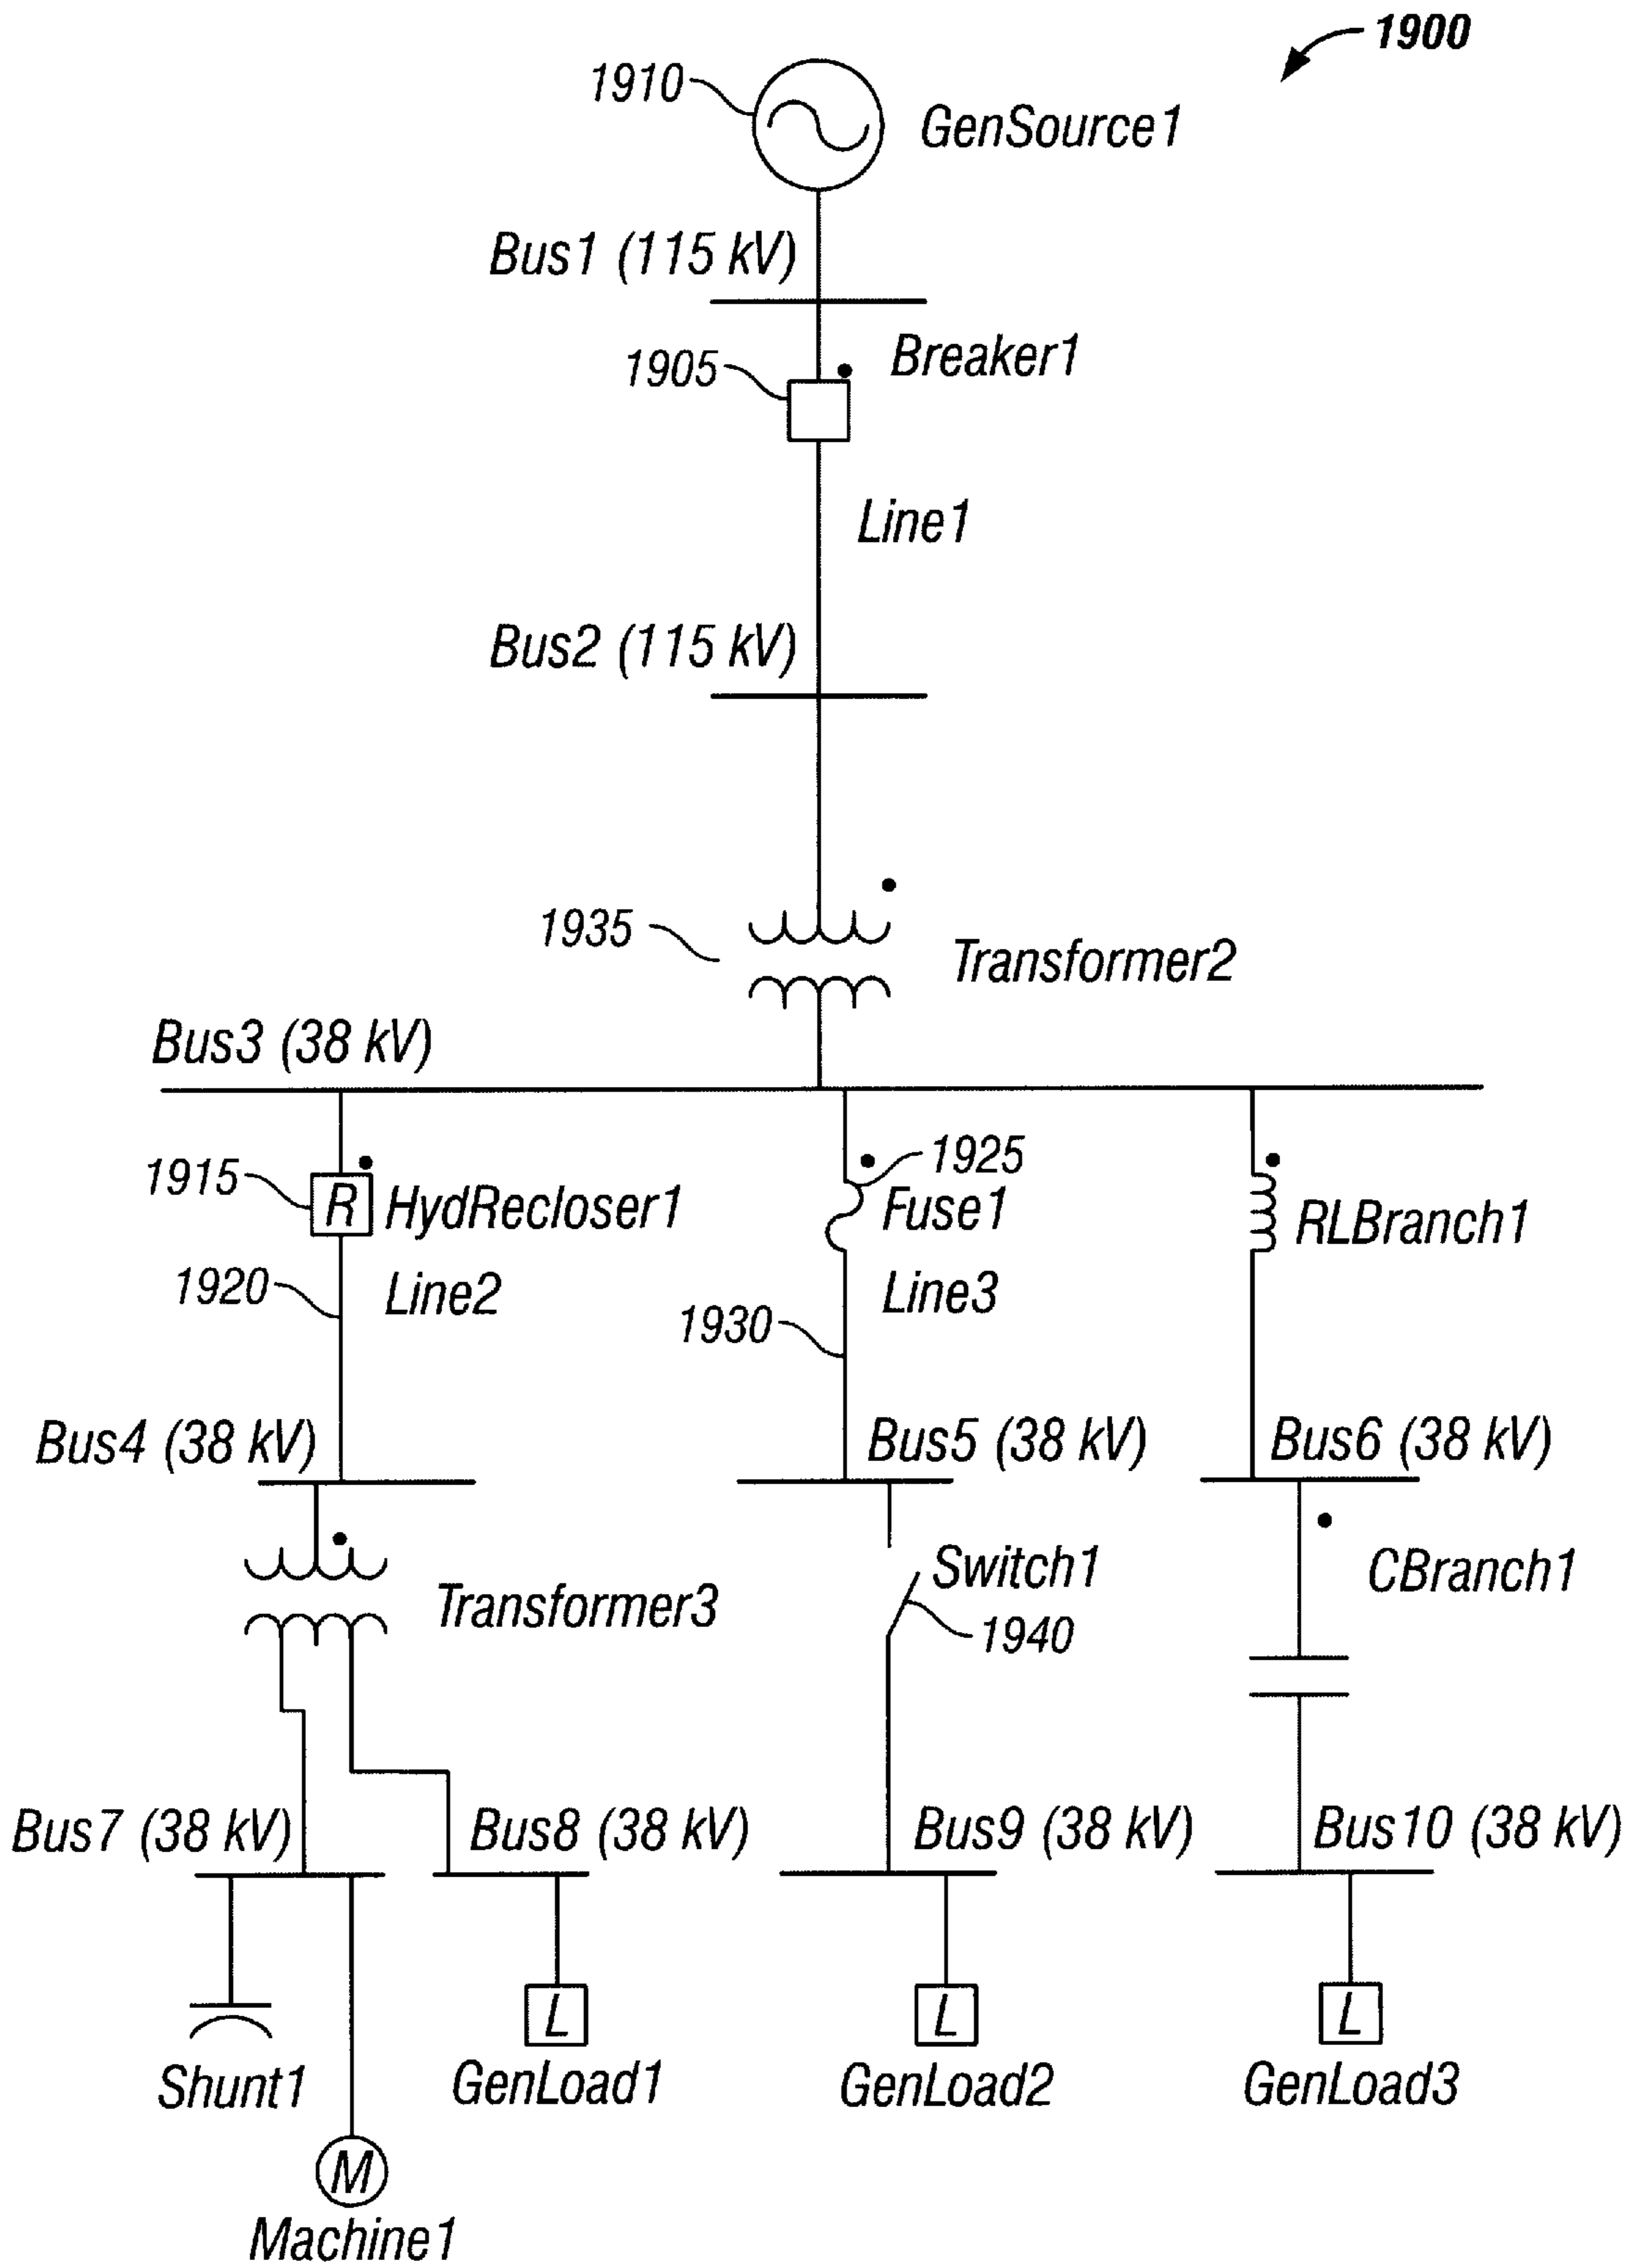 1900
1910
GenSource1
Bus1 (115 kV)
Breaker1
1905
Line1
Bus2 (115 kV)
1935
Transformer2
Bus3 (38 kV)
1925
1915
R
HydRecloser1
Fuse1
RLBranch1
1920
Line2
Line3
1930
Bus4 (38 kV)
Bus5 (38 kV)
Bus6 (38 kV)
Switch1
CBranch1
Transformer3
1940
Bus7 (38 kV)
Bus8 (38 kV)
Bus9 (38 kV)
Bus10 (38 kV)
L
L
L
Shunt1
GenLoad1
GenLoad2
GenLoad3
M
Machine1